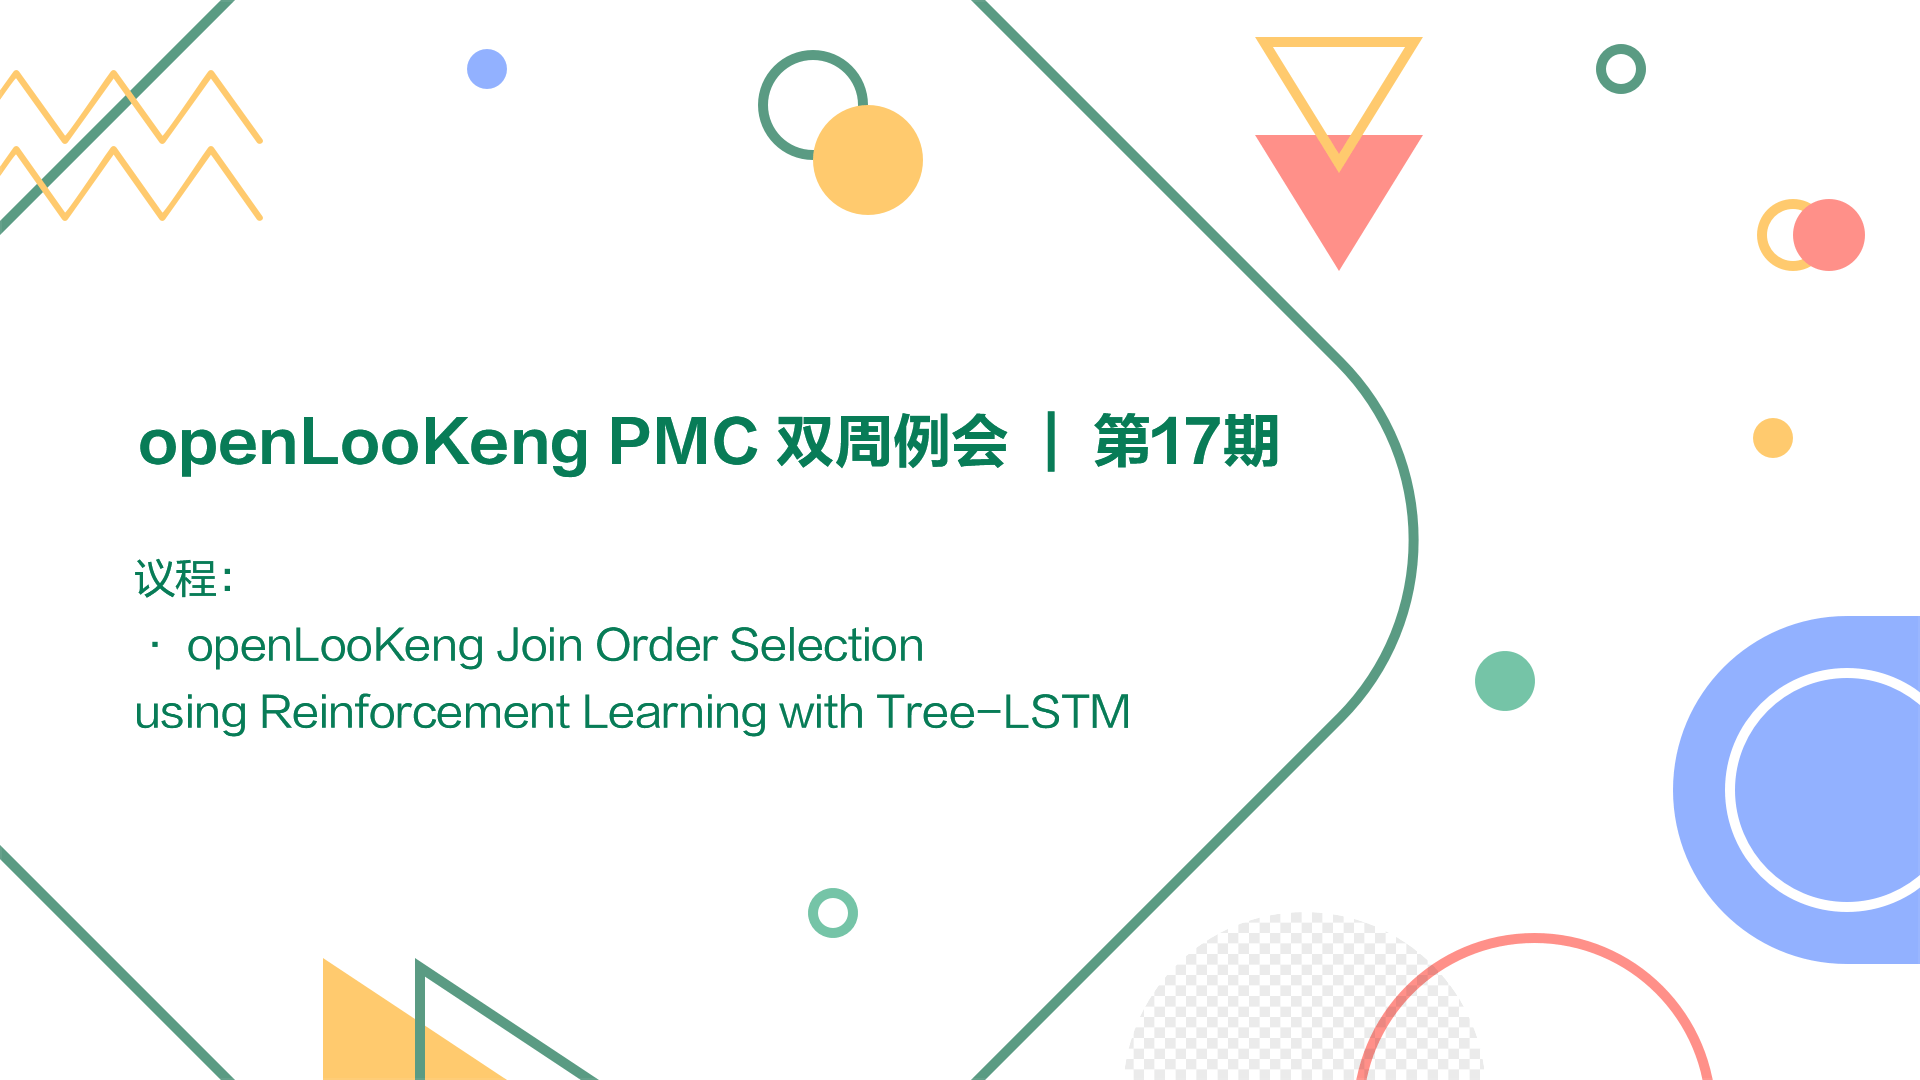 openLooKeng PMC 双周例会 | 第17期
议程:
· openLooKeng Join Order Selection
using Reinforcement Learning with Tree-LSTM